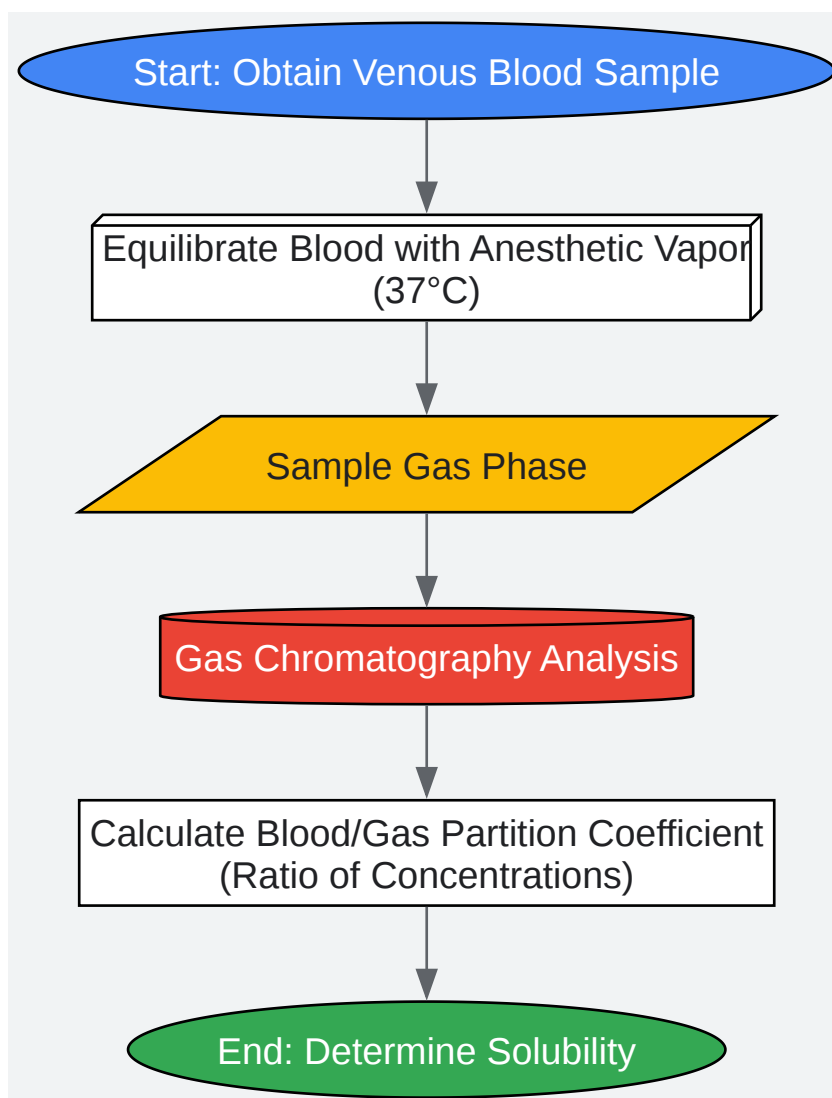 Start: Obtain Venous Blood Sample
Equilibrate Blood with Anesthetic Vapor
(37°C)
Sample Gas Phase
Gas Chromatography Analysis
Calculate Blood/Gas Partition Coefficient
(Ratio of Concentrations)
End: Determine Solubility